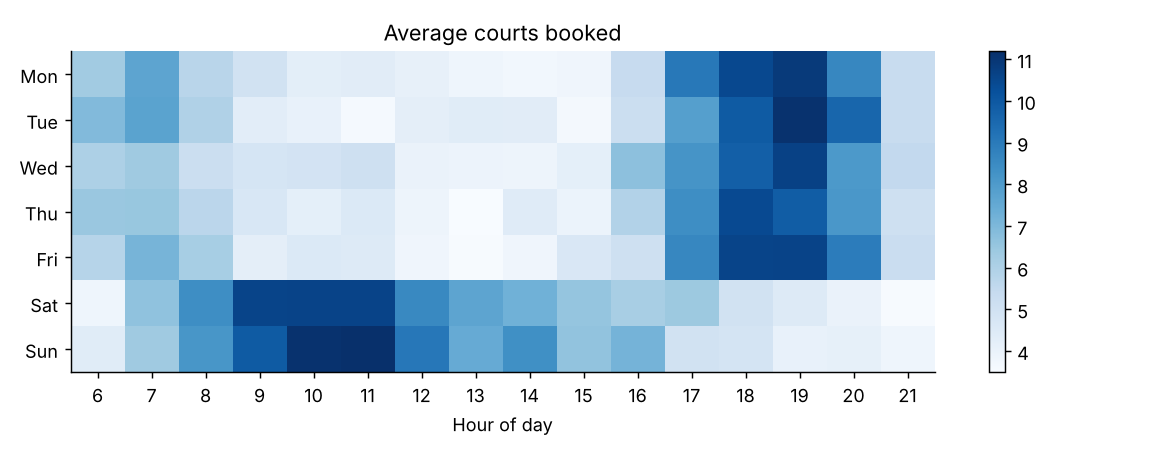 Average courts booked
Mon
Tue
Wed
Thu
Fri
Sat
Sun
6 7 8 9 10 11 12 13 14 15 16 17 18 19 20 21
Hour of day
11
10
9
8
7
6
5
4